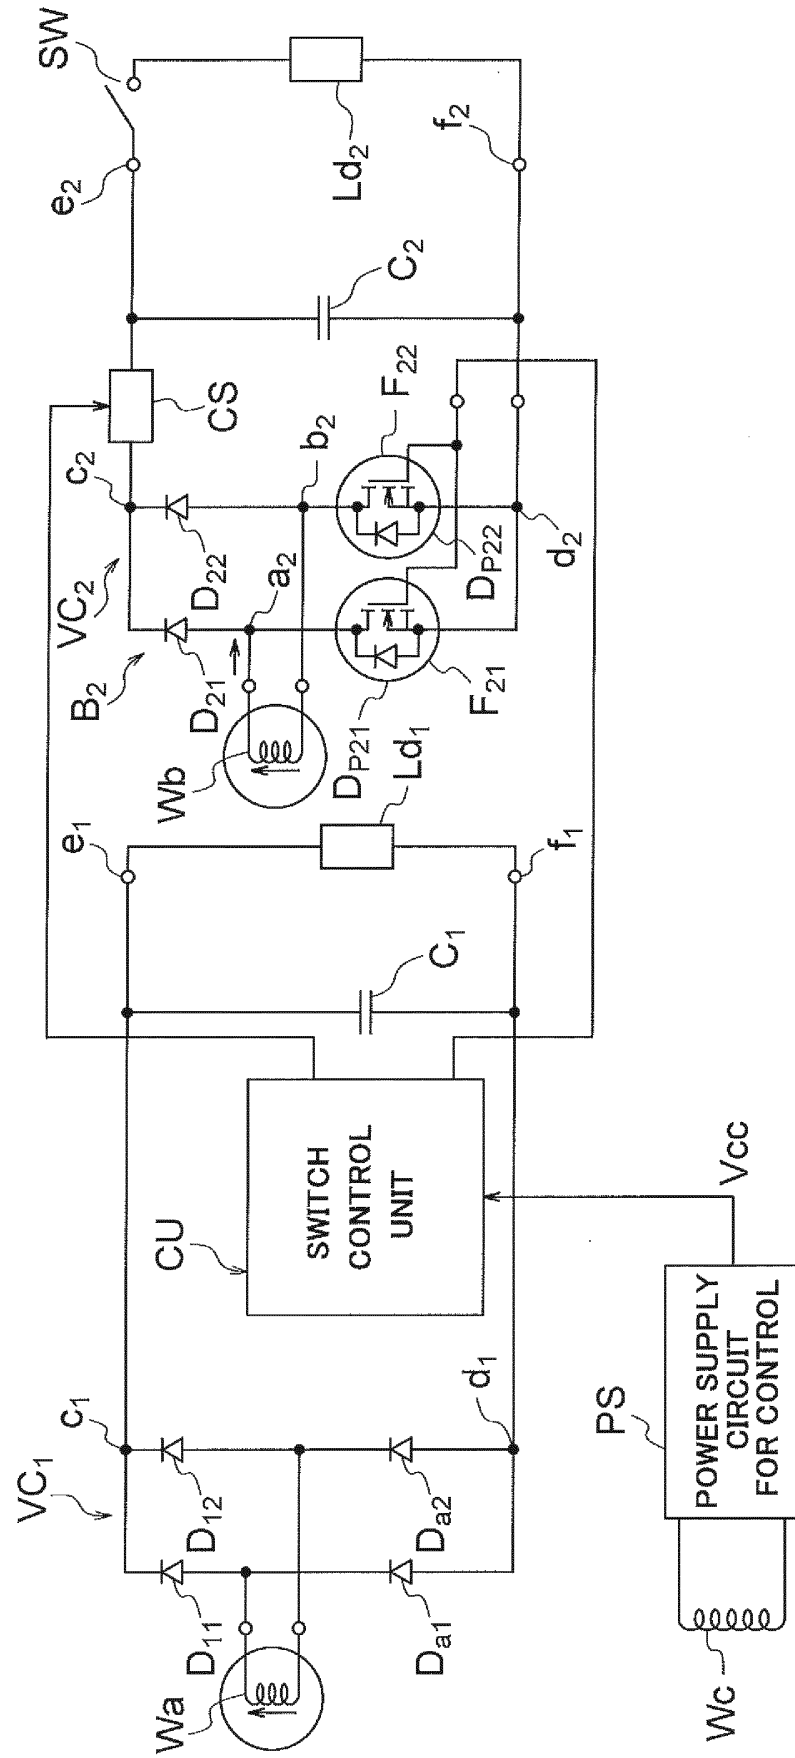 VC1
c1
D12
D11
Wa
Da2
Da1
d1
CU
SWITCH
CONTROL
UNIT
C1
e1
Ld1
f1
Wc
PS
POWER SUPPLY
CIRCUIT
FOR CONTROL
Vcc
B2
VC2
c2
D21
D22
a2
b2
Wb
DP21
F21
DP22
F22
d2
CS
C2
e2
SW
Ld2
f2